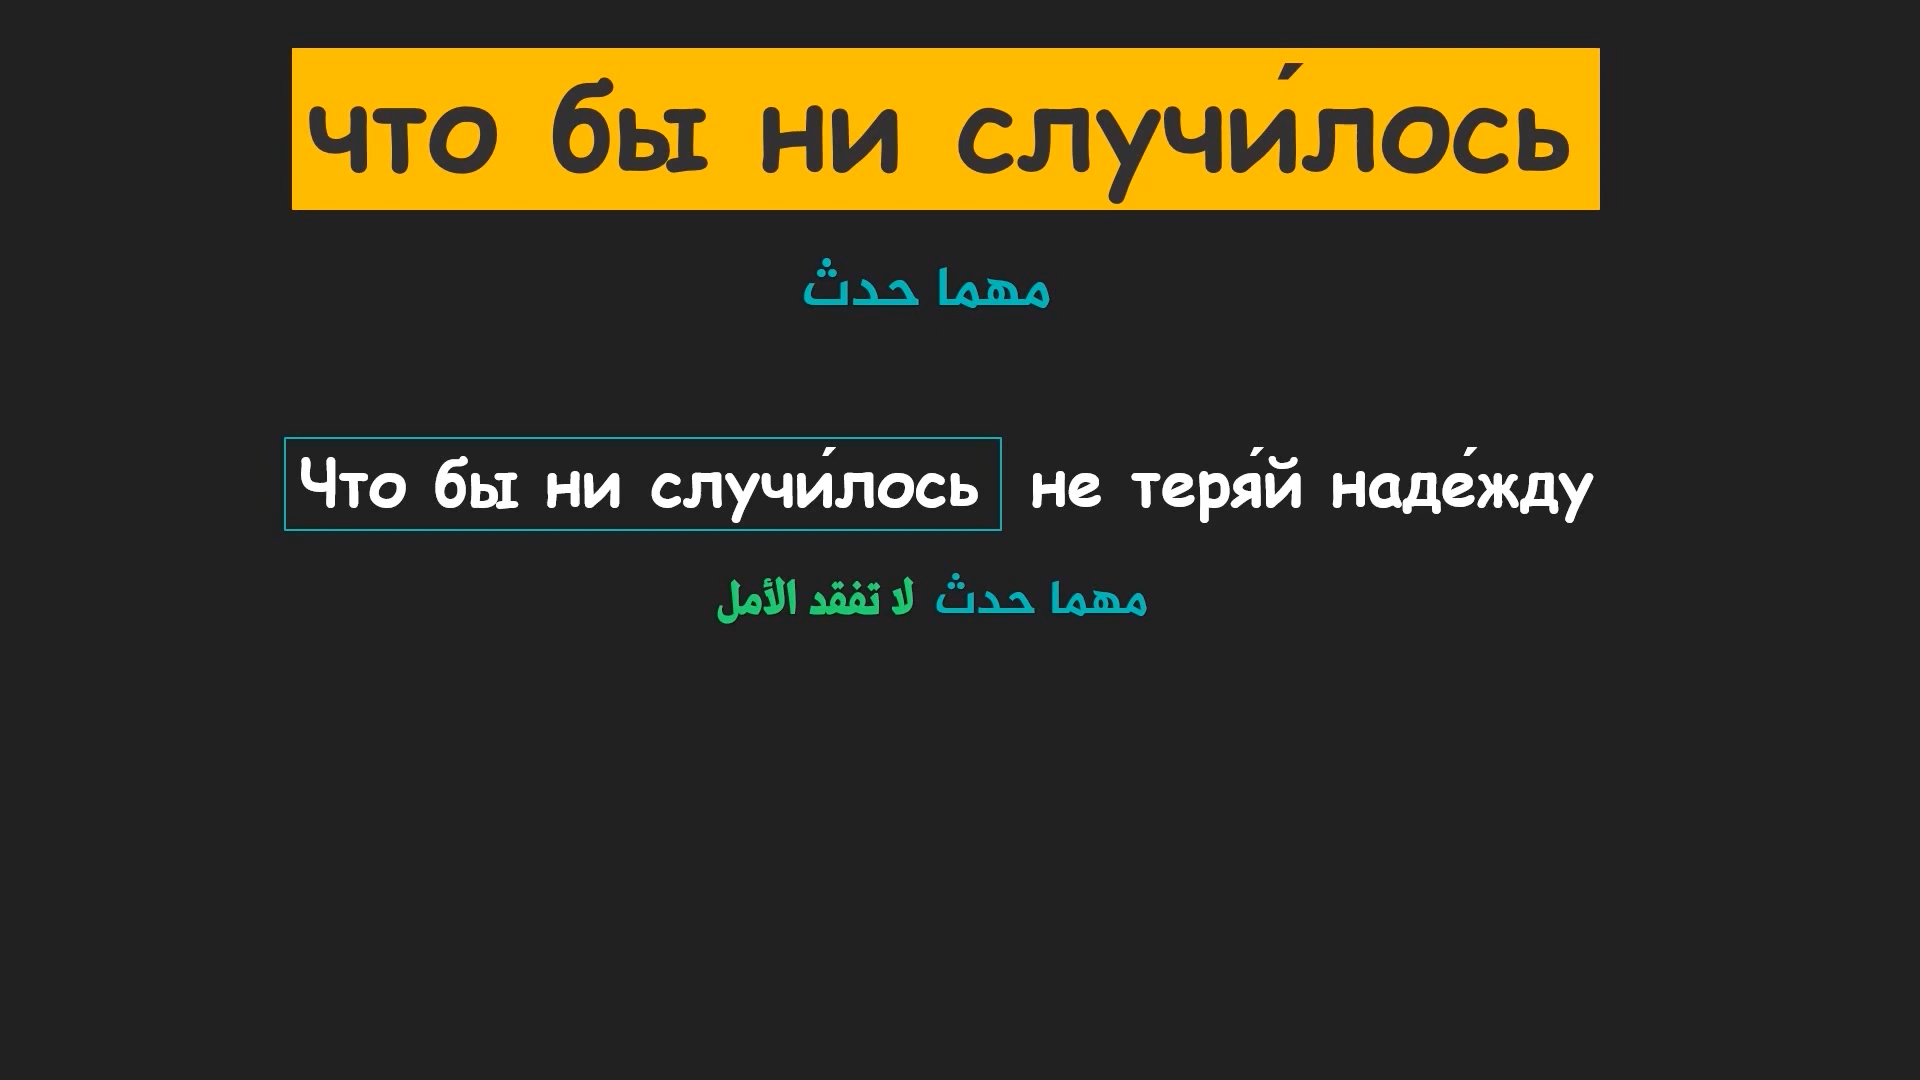 что бы ни случи́лось
مهما حدث
Что бы ни случи́лось не теря́й наде́жду
مهما حدث لا تفقد الأمل